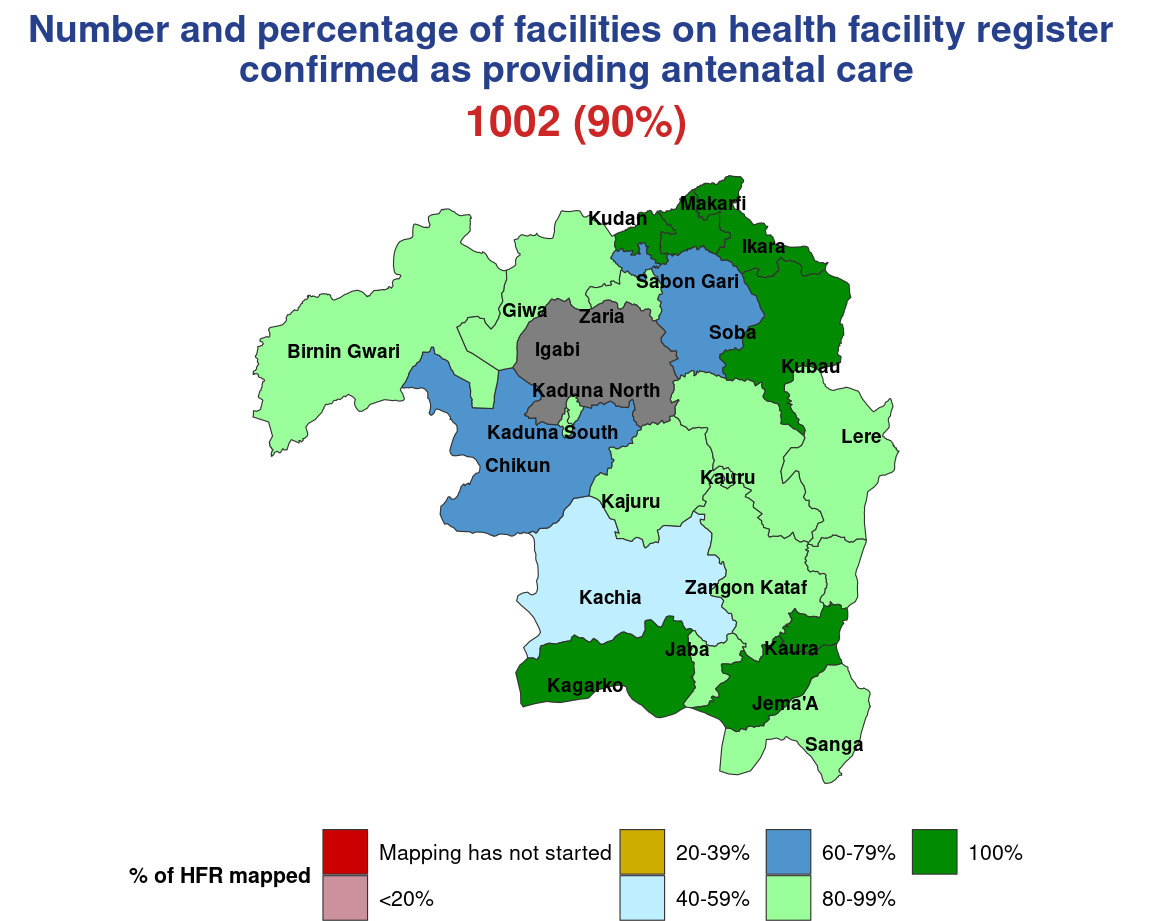 Number and percentage of facilities on health facility register
confirmed as providing antenatal care
1002 (90%)
Makarfi
Kudan
Ikara
Sabon Gari
Giwa
Zaria
Soba
Igabi
Birnin Gwari
Kubau
Kaduna North
Kaduna South
Lere
Chikun
Kauru
Kajuru
Zangon Kataf
Kachia
Jaba
Kaura
Kagarko
Jema'A
Sanga
% of HFR mapped
Mapping has not started
<20%
20-39%
40-59%
60-79%
80-99%
100%